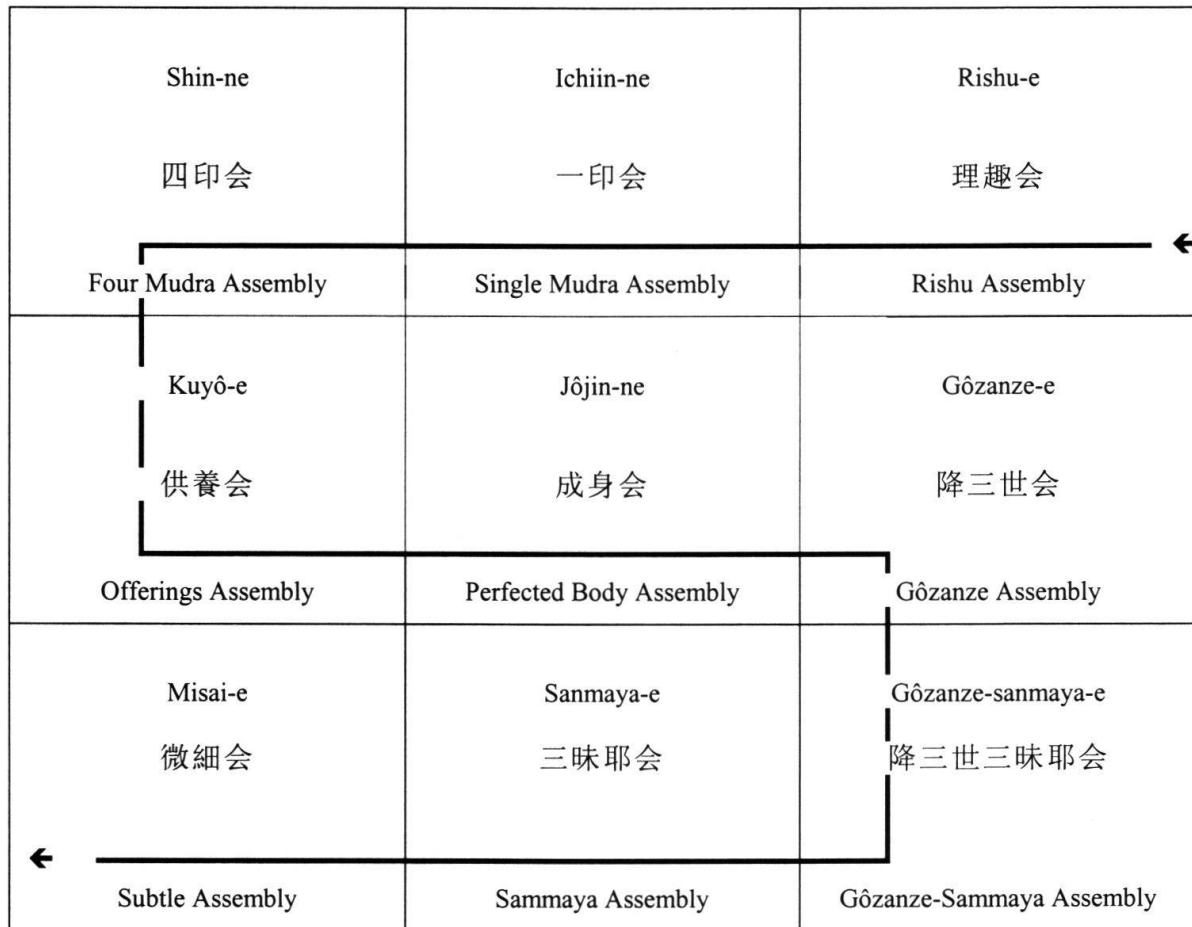 Shin-ne
四印会
Four Mudra Assembly
Ichiin-ne
一印会
Single Mudra Assembly
Rishu-e
理趣会
Rishu Assembly
Kuyô-e
供養会
Offerings Assembly
Jôjin-ne
成身会
Perfected Body Assembly
Gôzanze-e
降三世会
Gôzanze Assembly
Misai-e
微細会
Subtle Assembly
Sanmaya-e
三昧耶会
Sammaya Assembly
Gôzanze-sanmaya-e
降三世三昧耶会
Gôzanze-Sammaya Assembly